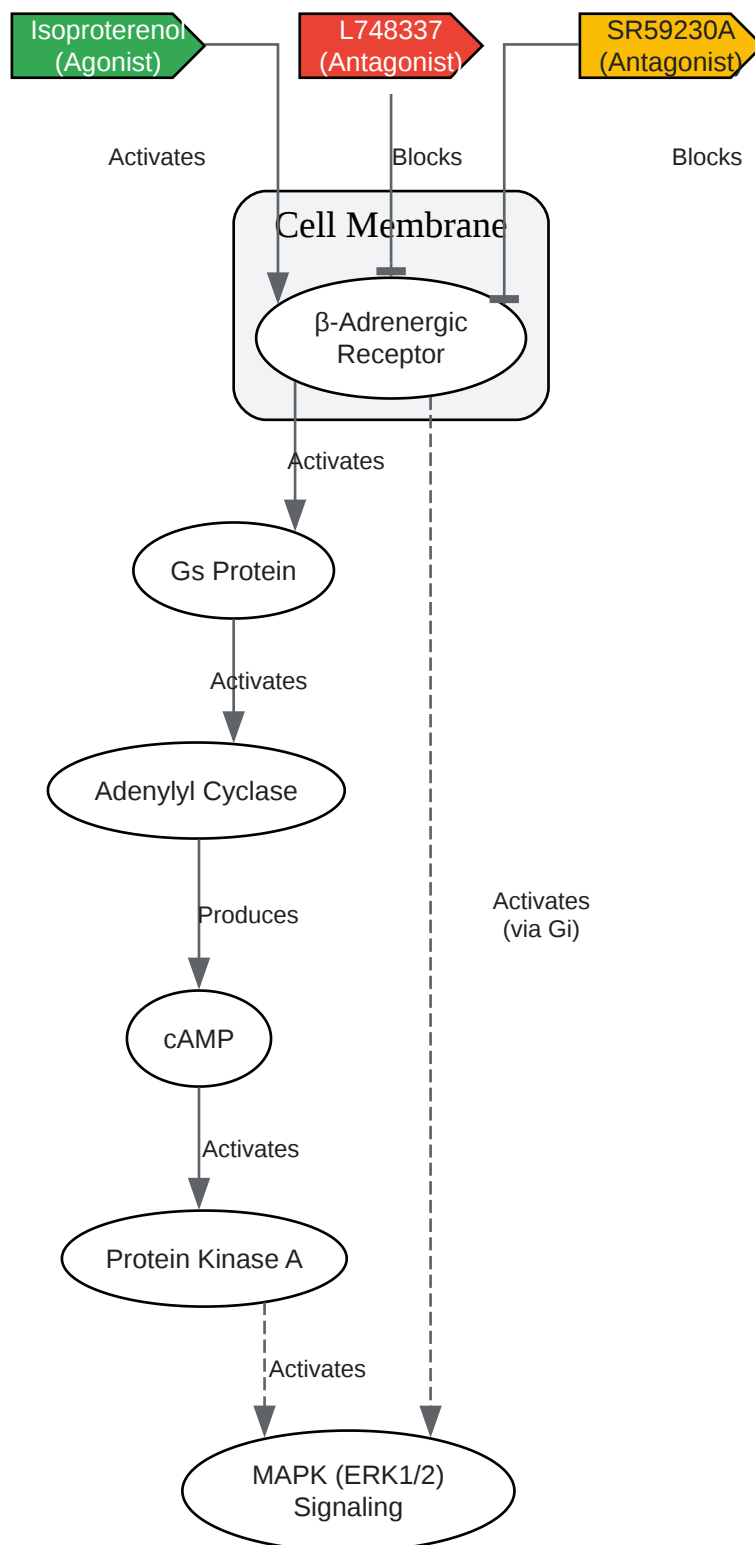 Isoproterenol
(Agonist)
L748337
(Antagonist)
SR59230A
(Antagonist)
Activates
Blocks
Blocks
Cell Membrane
β-Adrenergic
Receptor
Activates
Gs Protein
Activates
Adenylyl Cyclase
Produces
Activates
(via Gi)
cAMP
Activates
Protein Kinase A
Activates
MAPK (ERK1/2)
Signaling